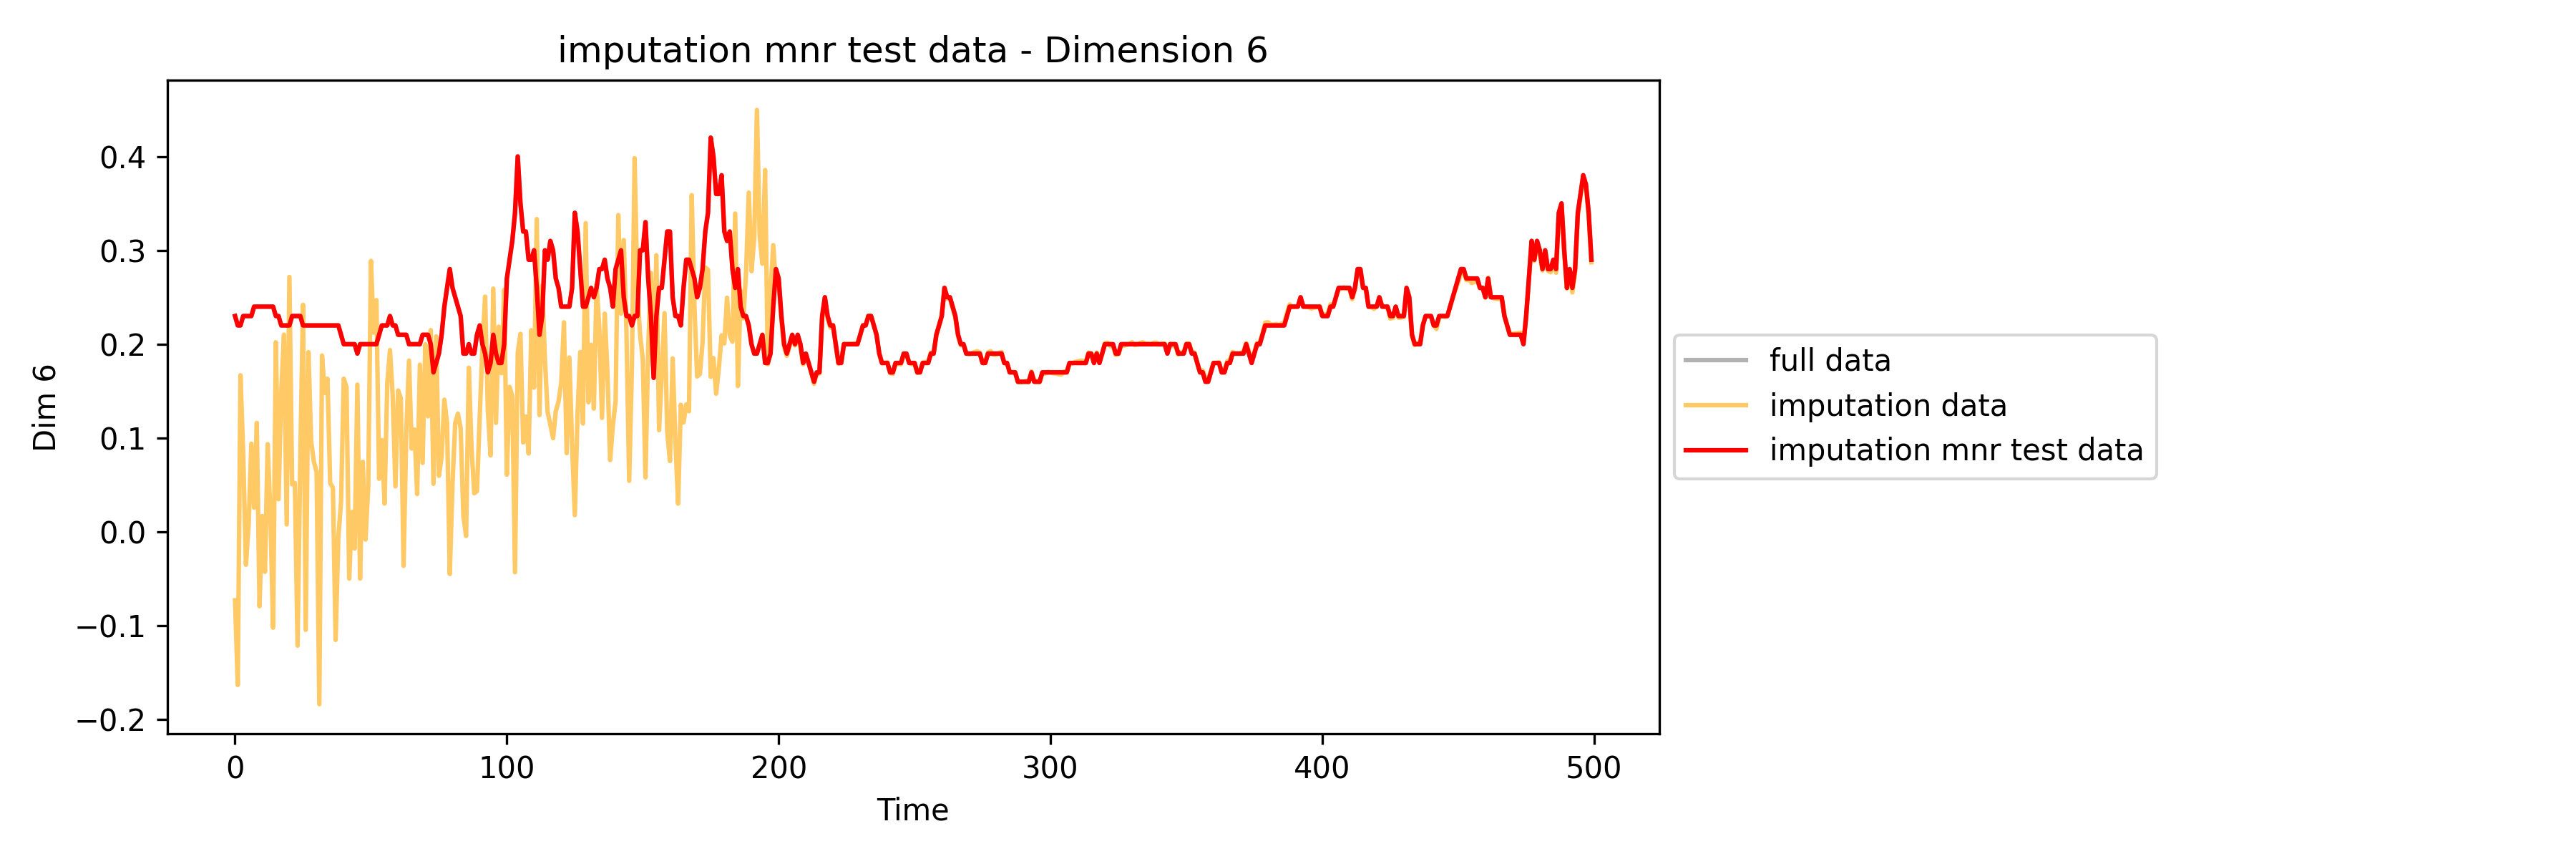 imputation mnr test data - Dimension 6
0.4
0.3
0.2
0.1
0.0
−0.1
−0.2
Dim 6
0 100 200 300 400 500
Time
full data
imputation data
imputation mnr test data